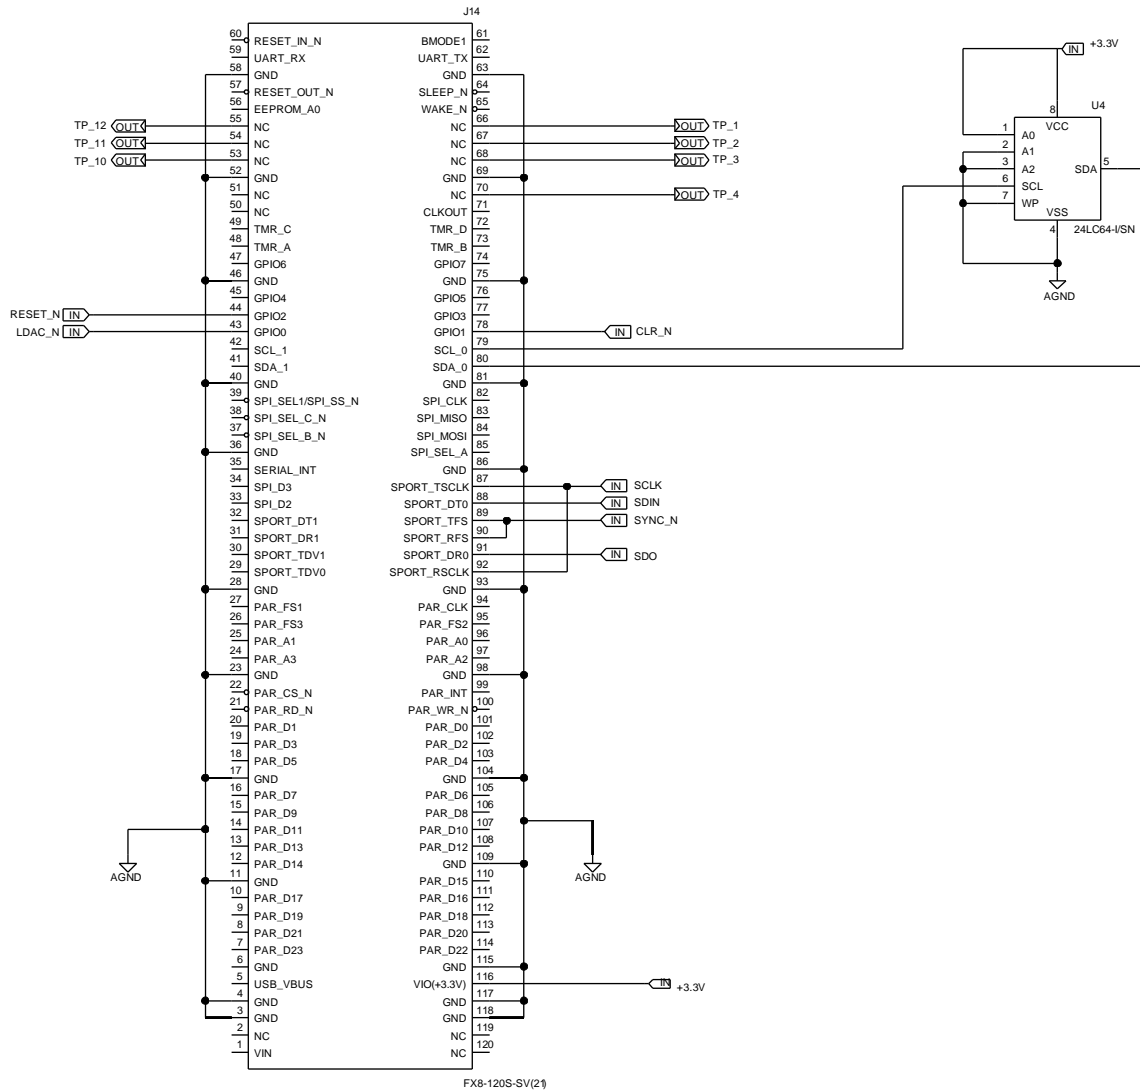 J14
60 RESET_IN_N BMODE1 61
59 UART_RX UART_TX 62
58 GND GND 63
57 RESET_OUT_N SLEEP_N 64
56 EEPROM_A0 WAKE_N 65
TP_12 OUT 55 NC NC 66 OUT TP_1
TP_11 OUT 54 NC NC 67 OUT TP_2
TP_10 OUT 53 NC NC 68 OUT TP_3
52 GND GND 69
51 NC NC 70 OUT TP_4
50 NC CLKOUT 71
49 TMR_C TMR_D 72
48 TMR_A TMR_B 73
47 GPIO6 GPIO7 74
46 GND GND 75
45 GPIO4 GPIO5 76
RESET_N IN 44 GPIO2 GPIO3 77
LDAC_N IN 43 GPIO0 GPIO1 78 IN CLR_N
42 SCL_1 SCL_0 79
41 SDA_1 SDA_0 80
40 GND GND 81
39 SPI_SEL1/SPI_SS_N SPI_CLK 82
38 SPI_SEL_C_N SPI_MISO 83
37 SPI_SEL_B_N SPI_MOSI 84
36 GND SPI_SEL_A 85
35 SERIAL_INT GND 86
34 SPI_D3 SPORT_TSCLK 87 IN SCLK
33 SPI_D2 SPORT_DT0 88 IN SDIN
32 SPORT_DT1 SPORT_TFS 89 IN SYNC_N
31 SPORT_DR1 SPORT_RFS 90
30 SPORT_TDV1 SPORT_DR0 91 IN SDO
29 SPORT_TDV0 SPORT_RSCLK 92
28 GND GND 93
27 PAR_FS1 PAR_CLK 94
26 PAR_FS3 PAR_FS2 95
25 PAR_A1 PAR_A0 96
24 PAR_A3 PAR_A2 97
23 GND GND 98
22 PAR_CS_N PAR_INT 99
21 PAR_RD_N PAR_WR_N 100
20 PAR_D1 PAR_D0 101
19 PAR_D3 PAR_D2 102
18 PAR_D5 PAR_D4 103
17 GND GND 104
16 PAR_D7 PAR_D6 105
15 PAR_D9 PAR_D8 106
14 PAR_D11 PAR_D10 107
13 PAR_D13 PAR_D12 108
12 PAR_D14 GND 109
AGND AGND
11 GND PAR_D15 110
10 PAR_D17 PAR_D16 111
9 PAR_D19 PAR_D18 112
8 PAR_D21 PAR_D20 113
7 PAR_D23 PAR_D22 114
6 GND GND 115
5 USB_VBUS VIO(+3.3V) 116 IN +3.3V
4 GND GND 117
3 GND GND 118
2 NC NC 119
1 VIN NC 120
FX8-120S-SV(21)
IN +3.3V
U4
8
VCC
1 A0
2 A1
3 A2 SDA 5
6 SCL
7 WP
VSS
4 24LC64-I/SN
AGND